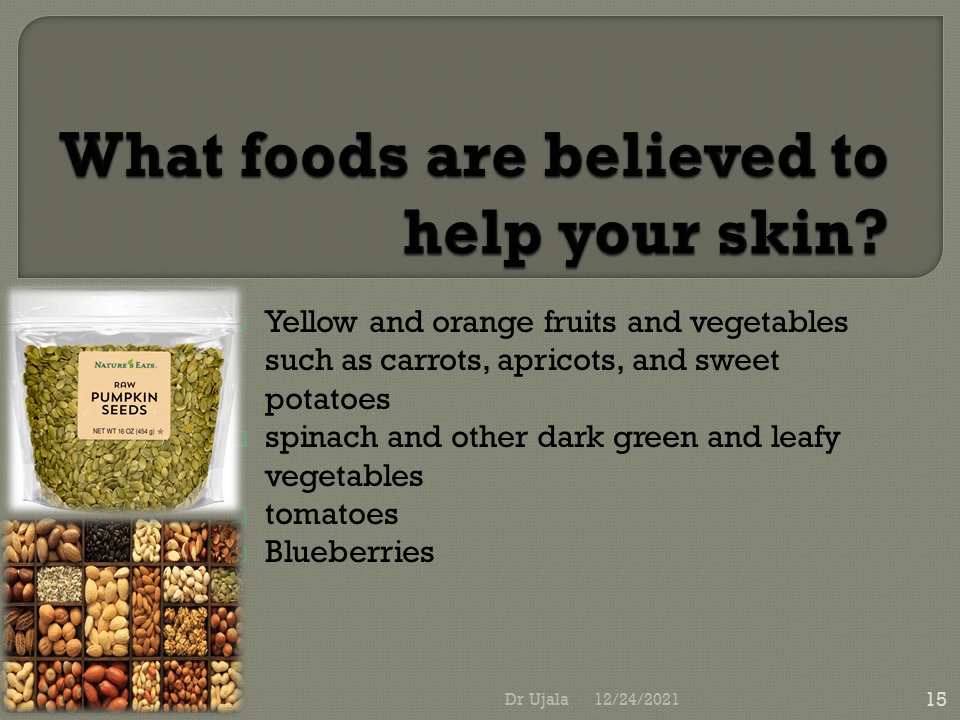 What foods are believed to
help your skin?
Yellow and orange fruits and vegetables
such as carrots, apricots, and sweet
potatoes
spinach and other dark green and leafy
vegetables
tomatoes
Blueberries
NATURE'S EATS.
RAW
PUMPKIN
SEEDS
NET WT 16 OZ (454 g)
Dr Ujala 12/24/2021 15